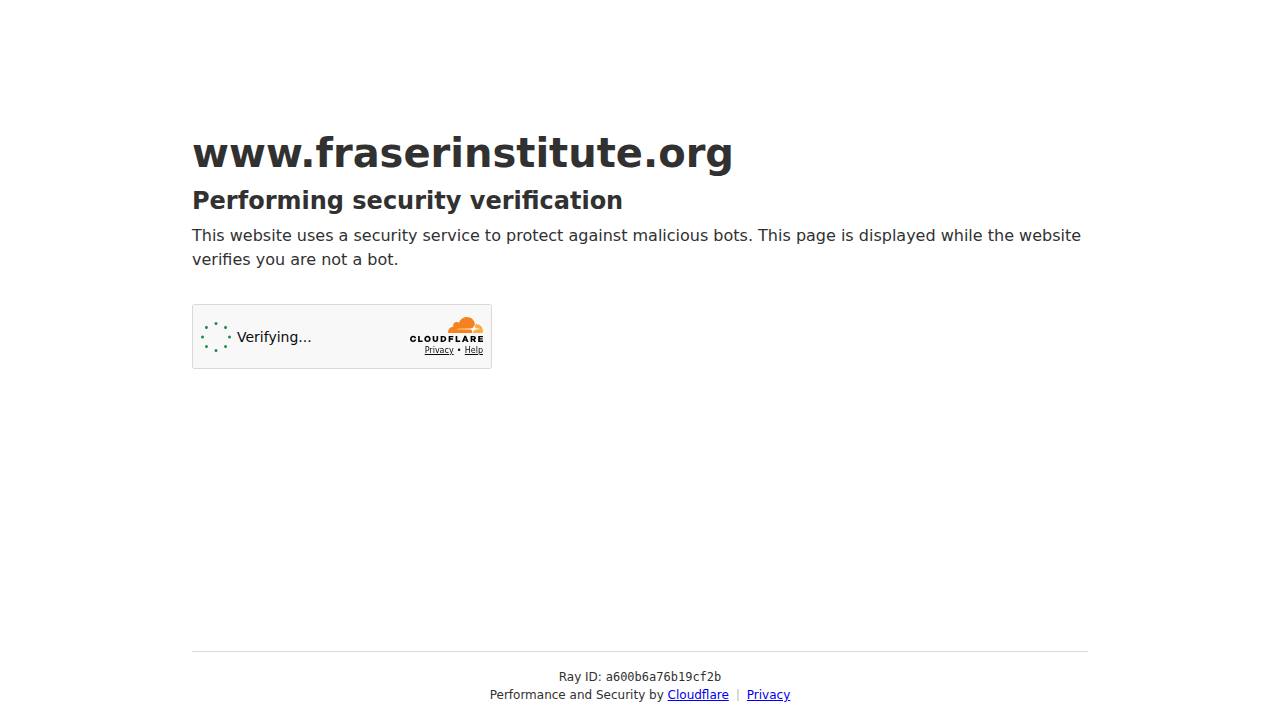 www.fraserinstitute.org
Performing security verification
This website uses a security service to protect against malicious bots. This page is displayed while the website
verifies you are not a bot.
Verifying...
CLOUDFLARE
Privacy • Help
Ray ID: a600b6a76b19cf2b
Performance and Security by Cloudflare | Privacy